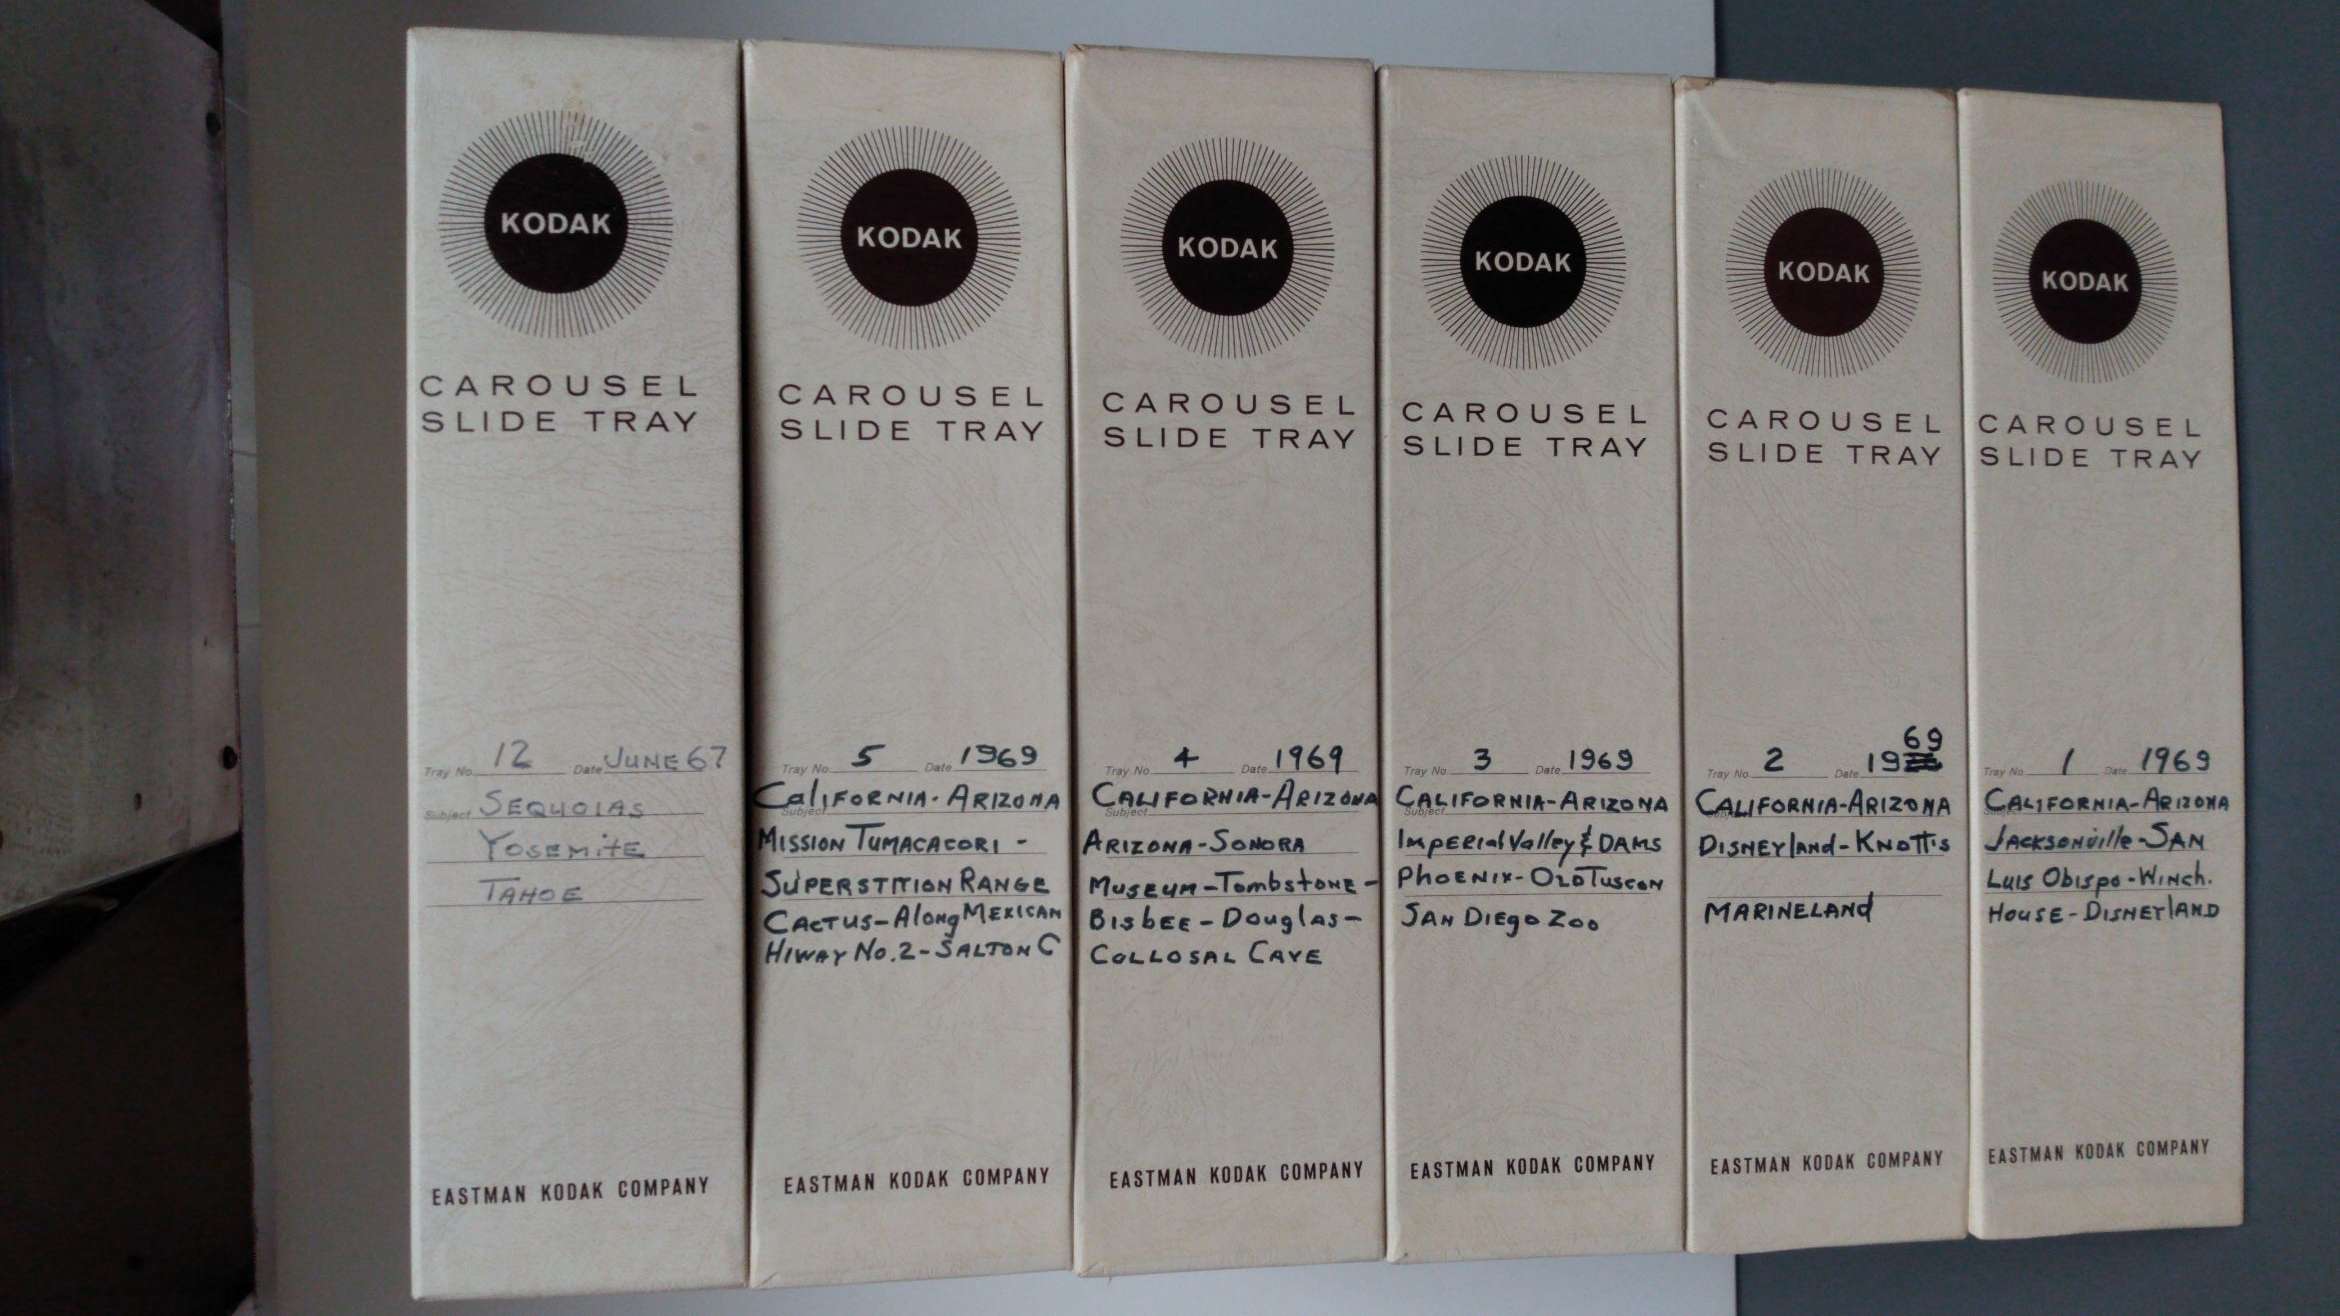 KODAK
CAROUSEL
SLIDE TRAY
Tray No. 12 Date JUNE 67
Subject SEQUOIAS
YOSEMITE
TAHOE
EASTMAN KODAK COMPANY
KODAK
CAROUSEL
SLIDE TRAY
Tray No. 5 Date 1969
Subject CALIFORNIA-ARIZONA
MISSION TUMACACORI -
SUPERSTITION RANGE
CACTUS-Along MEXICAN
HIWAY No.2-SALTON C
EASTMAN KODAK COMPANY
KODAK
CAROUSEL
SLIDE TRAY
Tray No. 4 Date 1969
Subject CALIFORNIA-ARIZONA
ARIZONA-SONORA
MUSEUM-TombstonE-
BisbEE-Douglas-
COLLOSAL CAVE
EASTMAN KODAK COMPANY
KODAK
CAROUSEL
SLIDE TRAY
Tray No. 3 Date 1969
Subject CALIFORNIA-ARIZONA
ImpERial Valley & DAMS
PHOENIX-OLD TUSCON
SAN DIEgo Zoo
EASTMAN KODAK COMPANY
KODAK
CAROUSEL
SLIDE TRAY
69
Tray No. 2 Date 19
CALIFORNIA-ARIZONA
DISNEYland-KNOTT'S
MARINELANd
EASTMAN KODAK COMPANY
KODAK
CAROUSEL
SLIDE TRAY
Tray No. 1 Date 1969
CALIFORNIA-ARIZONA
JACKSONVille-SAN
LUIS Obispo-WINCH.
HOUSE-DISNEYLAND
EASTMAN KODAK COMPANY